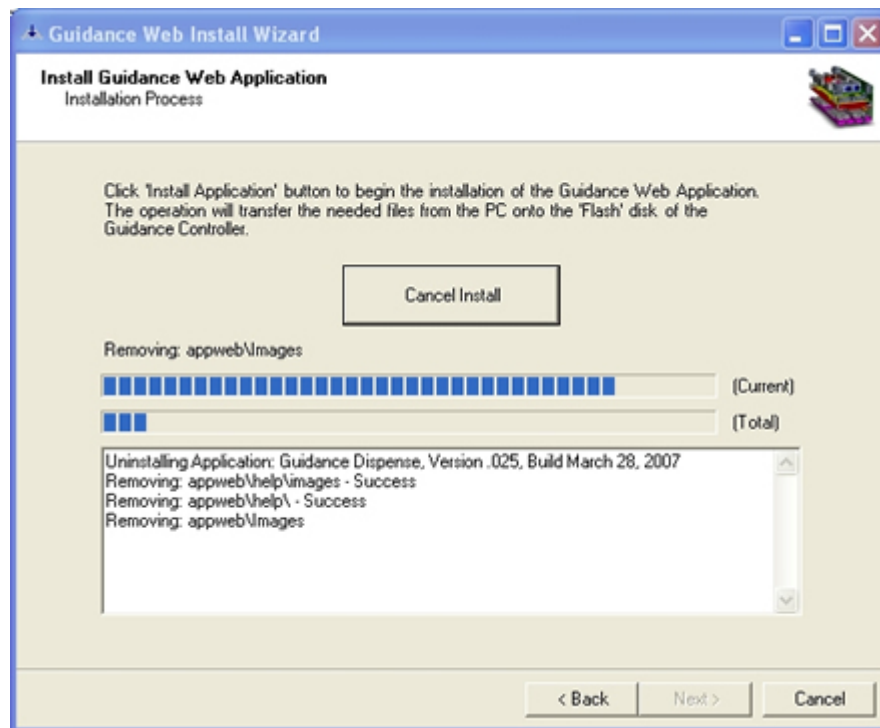 Guidance Web Install Wizard
Install Guidance Web Application
Installation Process
Click 'Install Application' button to begin the installation of the Guidance Web Application.
The operation will transfer the needed files from the PC onto the 'Flash' disk of the
Guidance Controller.
Cancel Install
Removing: appweb\Images
(Current)
(Total)
Uninstalling Application: Guidance Dispense, Version .025, Build March 28, 2007
Removing: appweb\help\images - Success
Removing: appweb\help\ - Success
Removing: appweb\Images
< Back Next > Cancel